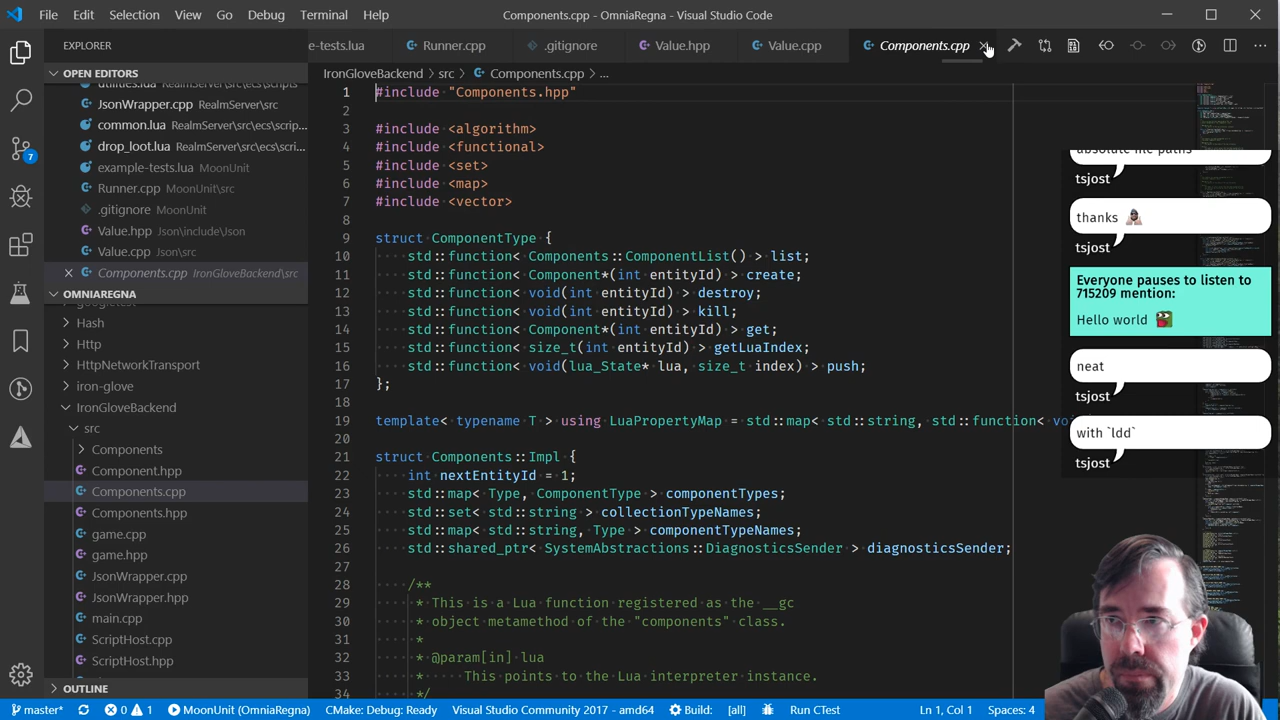 File Edit Selection View Go Debug Terminal Help
Components.cpp - OmniaRegna - Visual Studio Code
EXPLORER
OPEN EDITORS
utilities.lua RealmServer\src\ecs\scrip...
JsonWrapper.cpp RealmServer\src
common.lua RealmServer\src\ecs\scrip...
drop_loot.lua RealmServer\src\ecs\scri...
example-tests.lua MoonUnit
Runner.cpp MoonUnit\src
.gitignore MoonUnit
Value.hpp Json\include\Json
Value.cpp Json\src
Components.cpp IronGloveBackend\src
OMNIAREGNA
googletest
Hash
Http
HttpNetworkTransport
iron-glove
IronGloveBackend
src
Components
Component.hpp
Components.cpp
Components.hpp
game.cpp
game.hpp
JsonWrapper.cpp
JsonWrapper.hpp
main.cpp
ScriptHost.cpp
ScriptHost.hpp
OUTLINE
7
e-tests.lua Runner.cpp .gitignore Value.hpp Value.cpp Components.cpp
IronGloveBackend > src > Components.cpp > ...
1 #include "Components.hpp"
2
3 #include <algorithm>
4 #include <functional>
5 #include <set>
6 #include <map>
7 #include <vector>
8
9 struct ComponentType {
10 std::function< Components::ComponentList() > list;
11 std::function< Component*(int entityId) > create;
12 std::function< void(int entityId) > destroy;
13 std::function< void(int entityId) > kill;
14 std::function< Component*(int entityId) > get;
15 std::function< size_t(int entityId) > getLuaIndex;
16 std::function< void(lua_State* lua, size_t index) > push;
17 };
18
19 template< typename T > using LuaPropertyMap = std::map< std::string, std::function< vo
20
21 struct Components::Impl {
22 int nextEntityId = 1;
23 std::map< Type, ComponentType > componentTypes;
24 std::set< std::string > collectionTypeNames;
25 std::map< std::string, Type > componentTypeNames;
26 std::shared_ptr< SystemAbstractions::DiagnosticsSender > diagnosticsSender;
27
28 /**
29 * This is a Lua function registered as the __gc
30 * object metamethod of the "components" class.
31 *
32 * @param[in] lua
33 * This points to the Lua interpreter instance.
34 */
absolute file paths
tsjost
thanks
tsjost
Everyone pauses to listen to
715209 mention:
Hello world
neat
tsjost
with `ldd`
tsjost
master* 0 1 MoonUnit (OmniaRegna) CMake: Debug: Ready Visual Studio Community 2017 - amd64 Build: [all] Run CTest Ln 1, Col 1 Spaces: 4